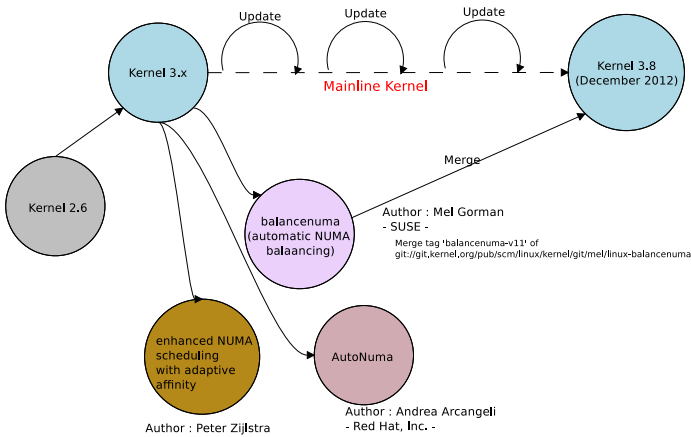 Update
Update
Update
Kernel 3.x
Kernel 3.8
(December 2012)
Mainline Kernel
Kernel 2.6
Merge
balancenuma
(automatic NUMA
balaancing)
Author : Mel Gorman
- SUSE -
Merge tag 'balancenuma-v11' of
git://git,kernel,org/pub/scm/linux/kernel/git/mel/linux-balancenuma
enhanced NUMA
scheduling
with adaptive
affinity
AutoNuma
Author : Peter Zijlstra
Author : Andrea Arcangeli
- Red Hat, Inc. -